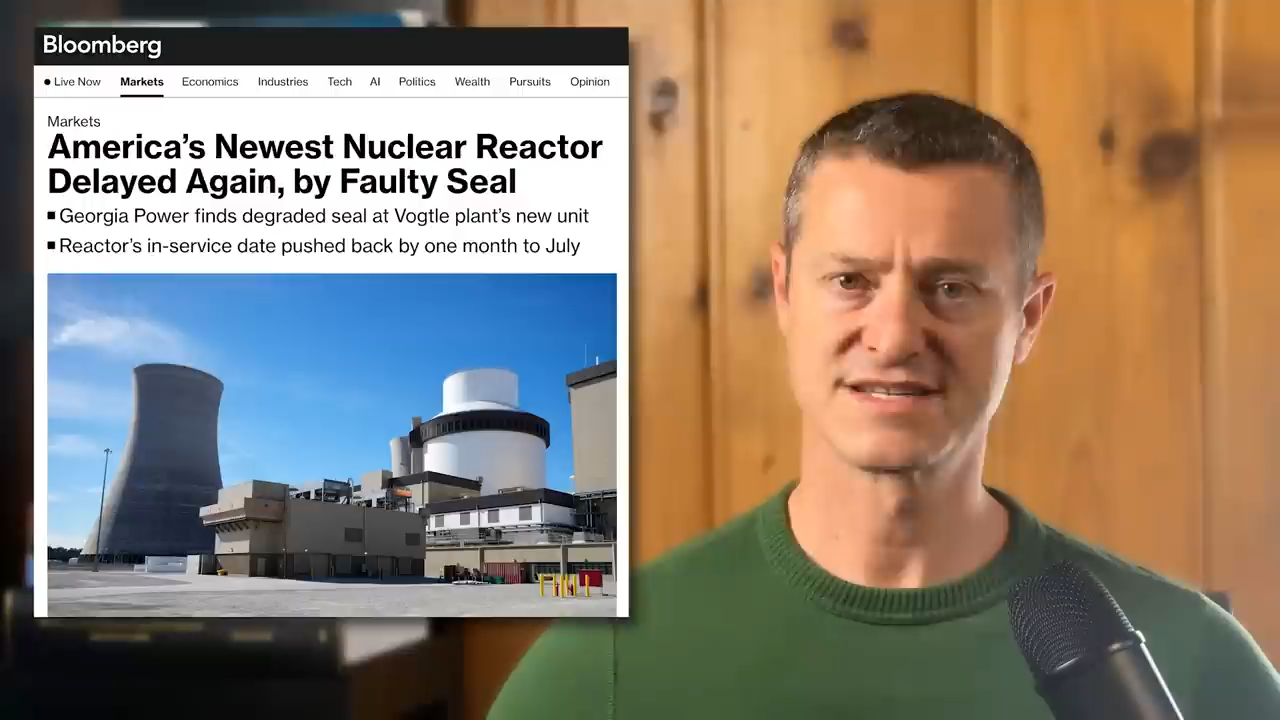 Bloomberg
Live Now Markets Economics Industries Tech AI Politics Wealth Pursuits Opinion
Markets
America's Newest Nuclear Reactor
Delayed Again, by Faulty Seal
Georgia Power finds degraded seal at Vogtle plant's new unit
Reactor's in-service date pushed back by one month to July